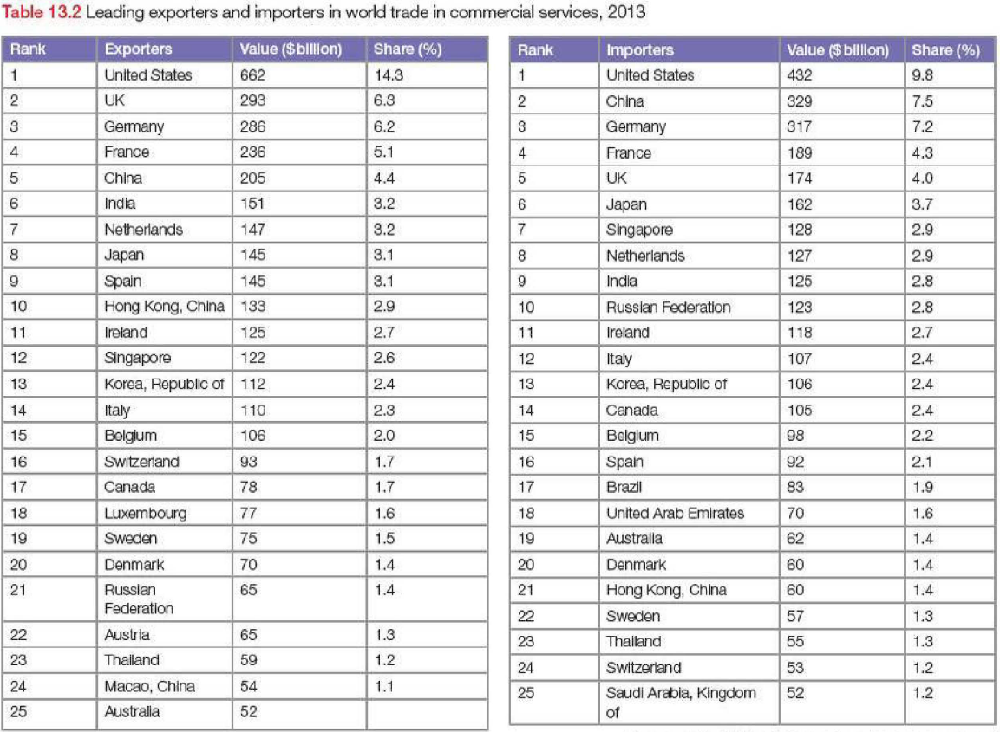 Table 13.2 Leading exporters and importers in world trade in commercial services, 2013
Rank Exporters Value ($billion) Share (%)
1 United States 662 14.3
2 UK 293 6.3
3 Germany 286 6.2
4 France 236 5.1
5 China 205 4.4
6 India 151 3.2
7 Netherlands 147 3.2
8 Japan 145 3.1
9 Spain 145 3.1
10 Hong Kong, China 133 2.9
11 Ireland 125 2.7
12 Singapore 122 2.6
13 Korea, Republic of 112 2.4
14 Italy 110 2.3
15 Belgium 106 2.0
16 Switzerland 93 1.7
17 Canada 78 1.7
18 Luxembourg 77 1.6
19 Sweden 75 1.5
20 Denmark 70 1.4
21 Russian 65 1.4
Federation
22 Austria 65 1.3
23 Thailand 59 1.2
24 Macao, China 54 1.1
25 Australia 52
Rank Importers Value ($billion) Share (%)
1 United States 432 9.8
2 China 329 7.5
3 Germany 317 7.2
4 France 189 4.3
5 UK 174 4.0
6 Japan 162 3.7
7 Singapore 128 2.9
8 Netherlands 127 2.9
9 India 125 2.8
10 Russian Federation 123 2.8
11 Ireland 118 2.7
12 Italy 107 2.4
13 Korea, Republic of 106 2.4
14 Canada 105 2.4
15 Belgium 98 2.2
16 Spain 92 2.1
17 Brazil 83 1.9
18 United Arab Emirates 70 1.6
19 Australia 62 1.4
20 Denmark 60 1.4
21 Hong Kong, China 60 1.4
22 Sweden 57 1.3
23 Thailand 55 1.3
24 Switzerland 53 1.2
25 Saudi Arabia, Kingdom 52 1.2
of